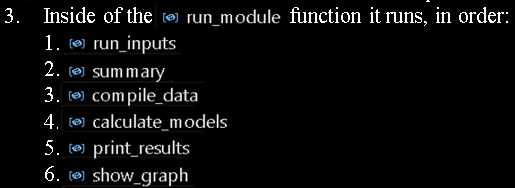 3. Inside of the run_module function it runs, in order:
1. run_inputs
2. summary
3. compile_data
4. calculate_models
5. print_results
6. show_graph